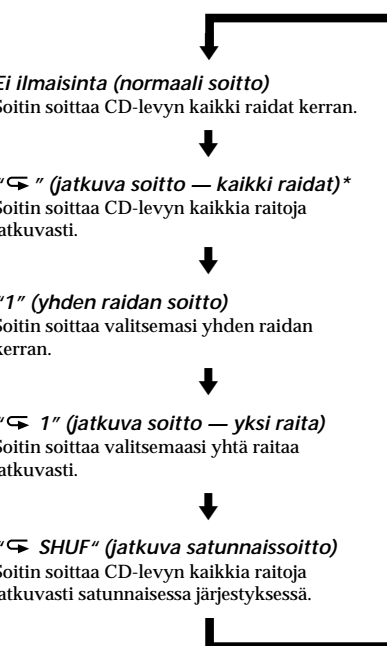 Ei ilmaisinta (normaali soitto)
Soitin soittaa CD-levyn kaikki raidat kerran.
" " (jatkuva soitto — kaikki raidat)*
Soitin soittaa CD-levyn kaikkia raitoja
jatkuvasti.
"1" (yhden raidan soitto)
Soitin soittaa valitsemasi yhden raidan
kerran.
" 1" (jatkuva soitto — yksi raita)
Soitin soittaa valitsemaasi yhtä raitaa
jatkuvasti.
" SHUF" (jatkuva satunnaissoitto)
Soitin soittaa CD-levyn kaikkia raitoja
jatkuvasti satunnaisessa järjestyksessä.